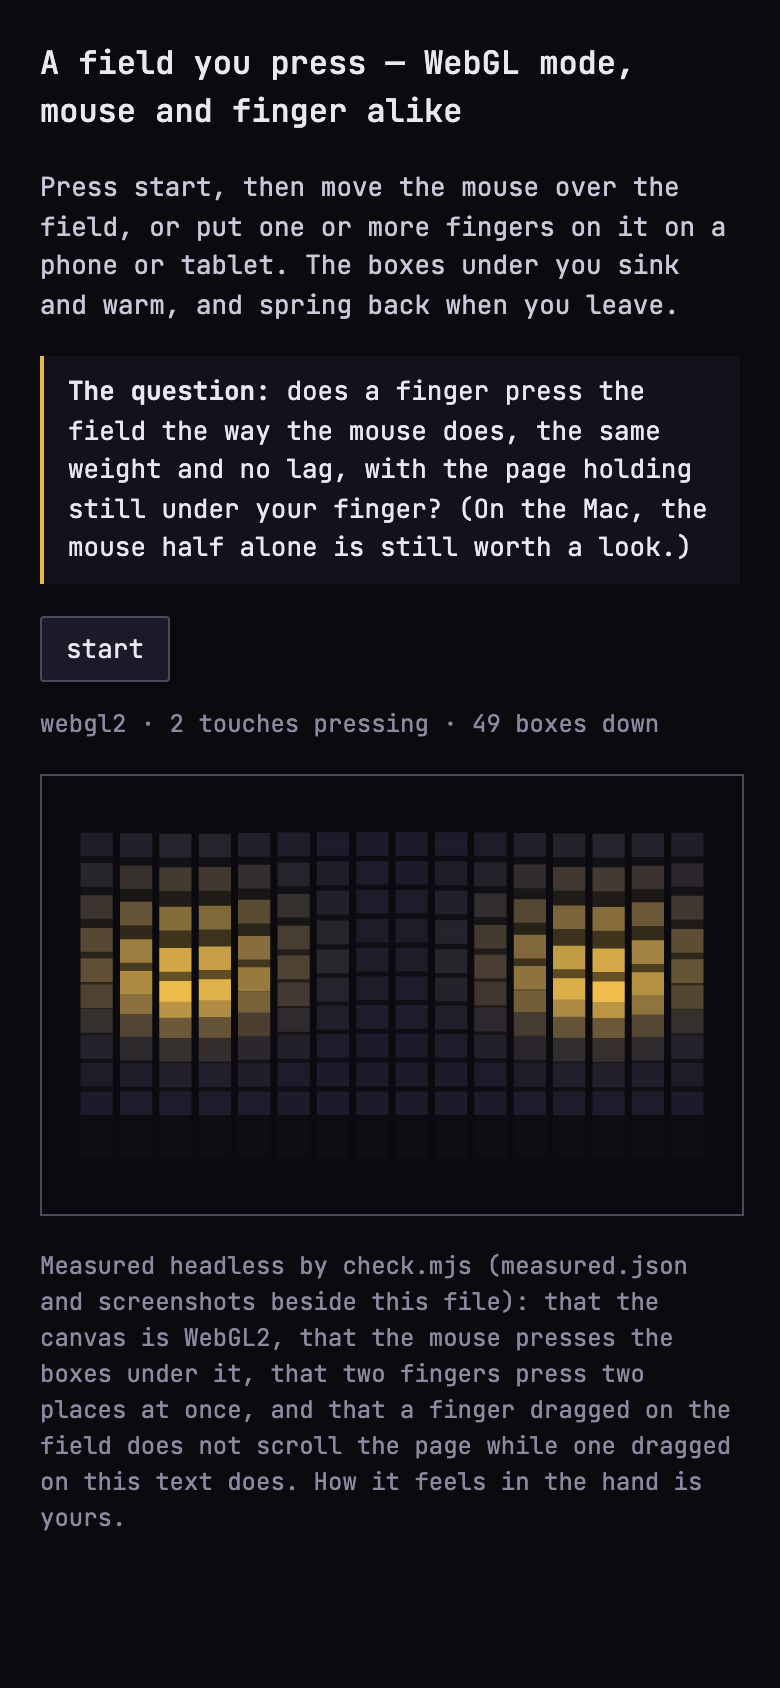 A field you press — WebGL mode,
mouse and finger alike
Press start, then move the mouse over the
field, or put one or more fingers on it on a
phone or tablet. The boxes under you sink
and warm, and spring back when you leave.
The question: does a finger press the
field the way the mouse does, the same
weight and no lag, with the page holding
still under your finger? (On the Mac, the
mouse half alone is still worth a look.)
start
webgl2 · 2 touches pressing · 49 boxes down
Measured headless by check.mjs (measured.json
and screenshots beside this file): that the
canvas is WebGL2, that the mouse presses the
boxes under it, that two fingers press two
places at once, and that a finger dragged on the
field does not scroll the page while one dragged
on this text does. How it feels in the hand is
yours.